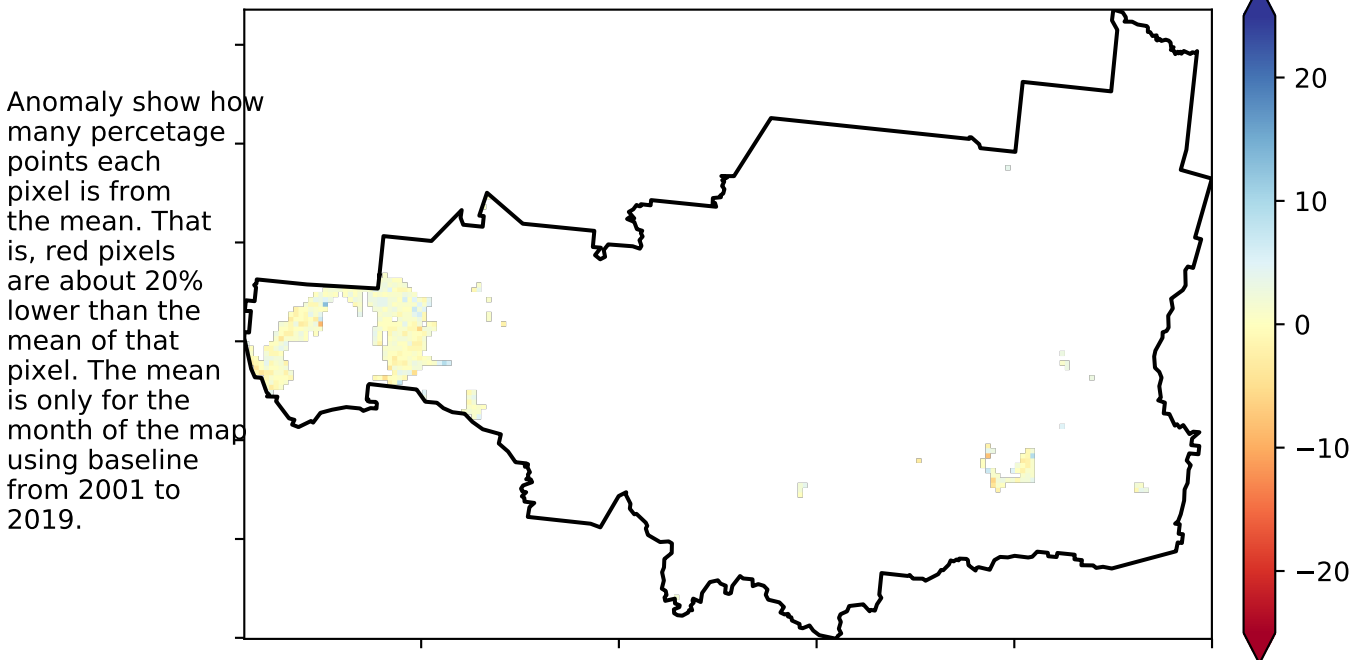 Anomaly show how
many percetage
points each
pixel is from
the mean. That
is, red pixels
are about 20%
lower than the
mean of that
pixel. The mean
is only for the
month of the map
using baseline
from 2001 to
2019.
20
10
0
−10
−20